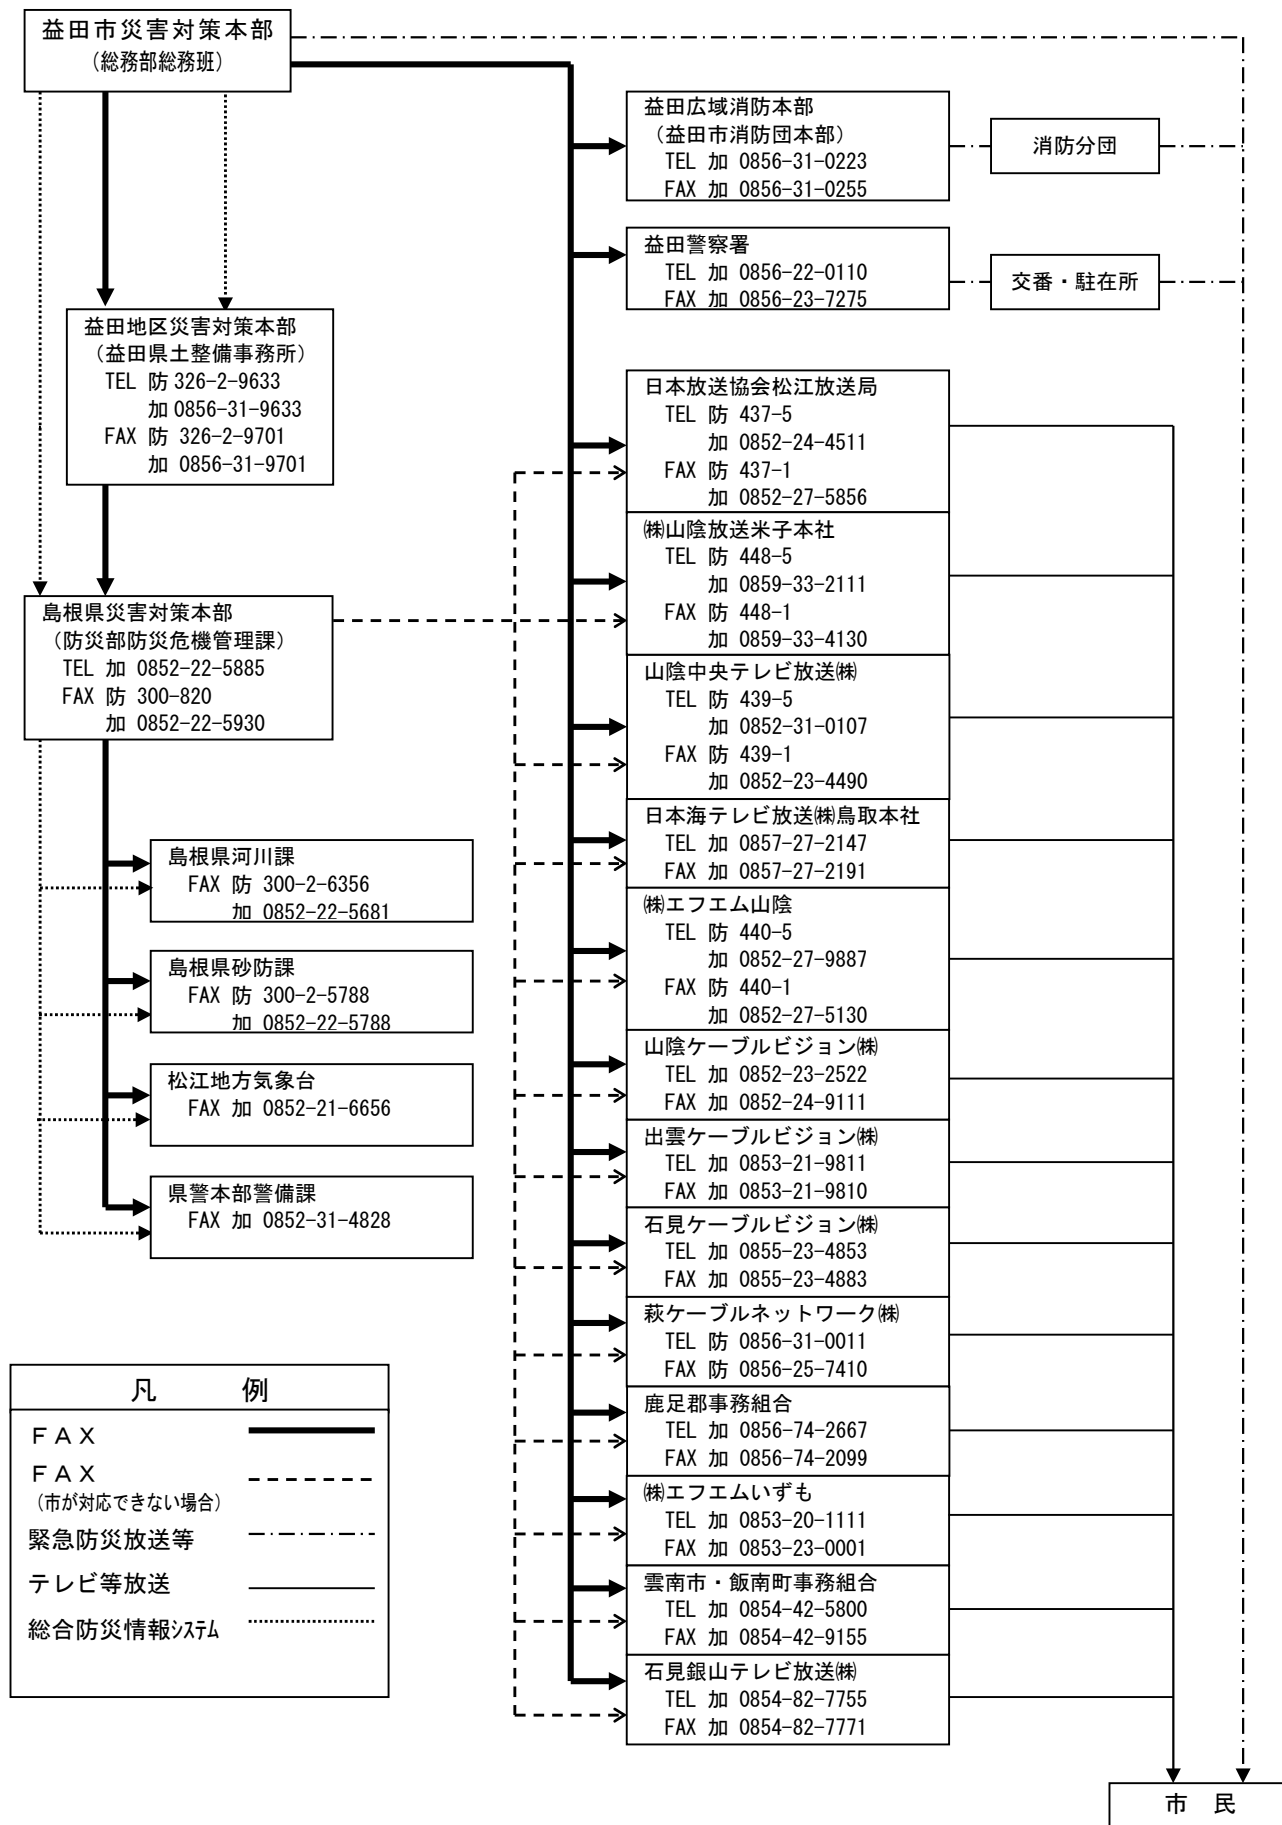 益田市災害対策本部
（総務部総務班）
益田地区災害対策本部
（益田県土整備事務所）
TEL 防 326-2-9633
加 0856-31-9633
FAX 防 326-2-9701
加 0856-31-9701
島根県災害対策本部
（防災部防災危機管理課）
TEL 加 0852-22-5885
FAX 防 300-820
加 0852-22-5930
島根県河川課
FAX 防 300-2-6356
加 0852-22-5681
島根県砂防課
FAX 防 300-2-5788
加 0852-22-5788
松江地方気象台
FAX 加 0852-21-6656
県警本部警備課
FAX 加 0852-31-4828
凡　例
ＦＡＸ
ＦＡＸ
（市が対応できない場合）
緊急防災放送等
テレビ等放送
総合防災情報ｼｽﾃﾑ
益田広域消防本部
（益田市消防団本部）
TEL 加 0856-31-0223
FAX 加 0856-31-0255
消防分団
益田警察署
TEL 加 0856-22-0110
FAX 加 0856-23-7275
交番・駐在所
日本放送協会松江放送局
TEL 防 437-5
加 0852-24-4511
FAX 防 437-1
加 0852-27-5856
㈱山陰放送米子本社
TEL 防 448-5
加 0859-33-2111
FAX 防 448-1
加 0859-33-4130
山陰中央テレビ放送㈱
TEL 防 439-5
加 0852-31-0107
FAX 防 439-1
加 0852-23-4490
日本海テレビ放送㈱鳥取本社
TEL 加 0857-27-2147
FAX 加 0857-27-2191
㈱エフエム山陰
TEL 防 440-5
加 0852-27-9887
FAX 防 440-1
加 0852-27-5130
山陰ケーブルビジョン㈱
TEL 加 0852-23-2522
FAX 加 0852-24-9111
出雲ケーブルビジョン㈱
TEL 加 0853-21-9811
FAX 加 0853-21-9810
石見ケーブルビジョン㈱
TEL 加 0855-23-4853
FAX 加 0855-23-4883
萩ケーブルネットワーク㈱
TEL 防 0856-31-0011
FAX 防 0856-25-7410
鹿足郡事務組合
TEL 加 0856-74-2667
FAX 加 0856-74-2099
㈱エフエムいずも
TEL 加 0853-20-1111
FAX 加 0853-23-0001
雲南市・飯南町事務組合
TEL 加 0854-42-5800
FAX 加 0854-42-9155
石見銀山テレビ放送㈱
TEL 加 0854-82-7755
FAX 加 0854-82-7771
市　民